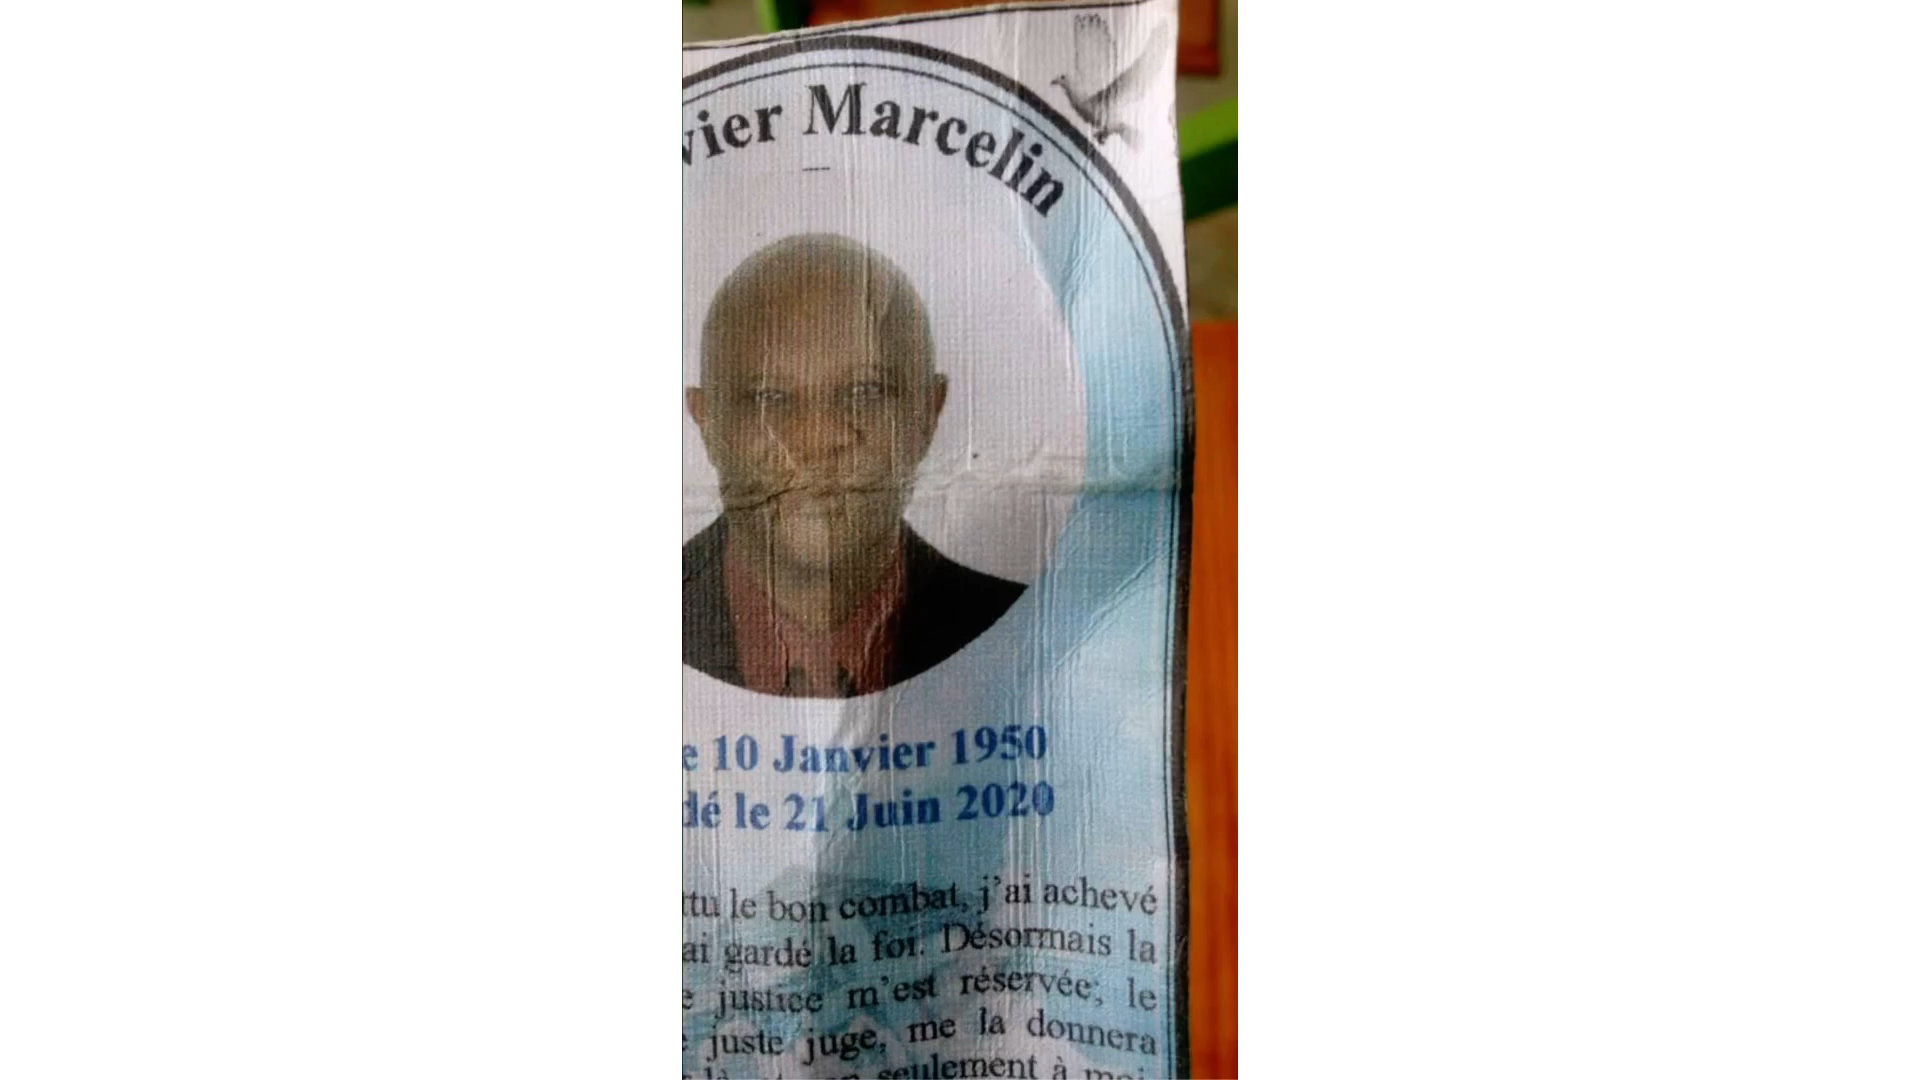 vier Marcelin
e 10 Janvier 1950
dé le 21 Juin 2020
ttu le bon combat, j'ai achevé
ai gardé la foi. Désormais la
e justice m'est réservée; le
juste juge, me la donnera
seulement à moi